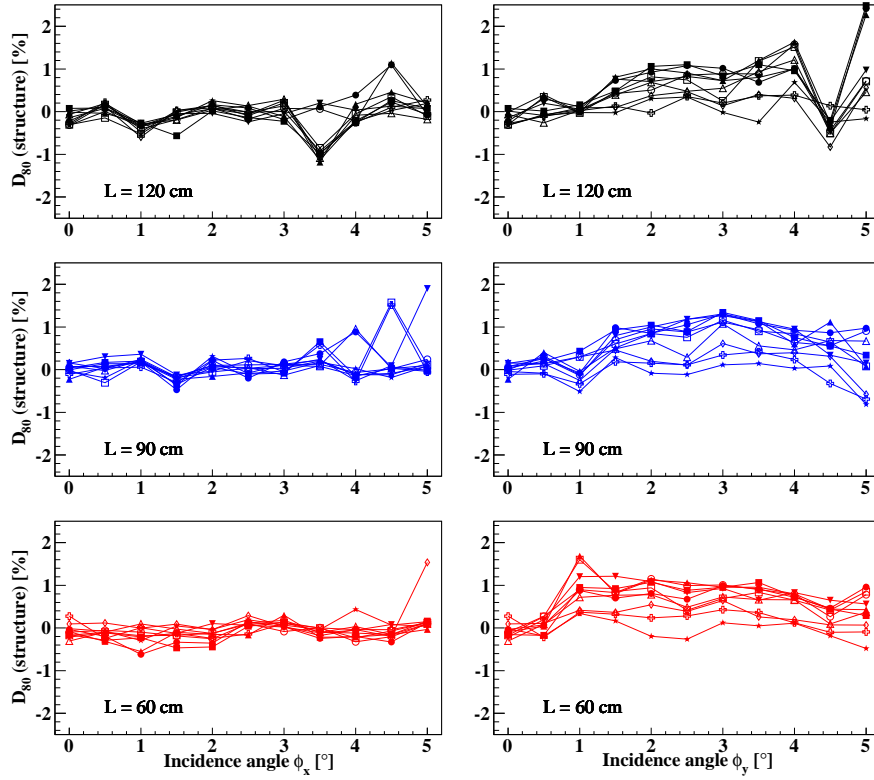 D₈₀ (structure) [%]
2
1
0
-1
-2
L = 120 cm
0 1 2 3 4 5
2
1
0
-1
-2
L = 120 cm
0 1 2 3 4 5
D₈₀ (structure) [%]
2
1
0
-1
-2
L = 90 cm
0 1 2 3 4 5
2
1
0
-1
-2
L = 90 cm
0 1 2 3 4 5
D₈₀ (structure) [%]
2
1
0
-1
-2
L = 60 cm
0 1 2 3 4 5
Incidence angle ϕₓ [°]
2
1
0
-1
-2
L = 60 cm
0 1 2 3 4 5
Incidence angle ϕ_y [°]